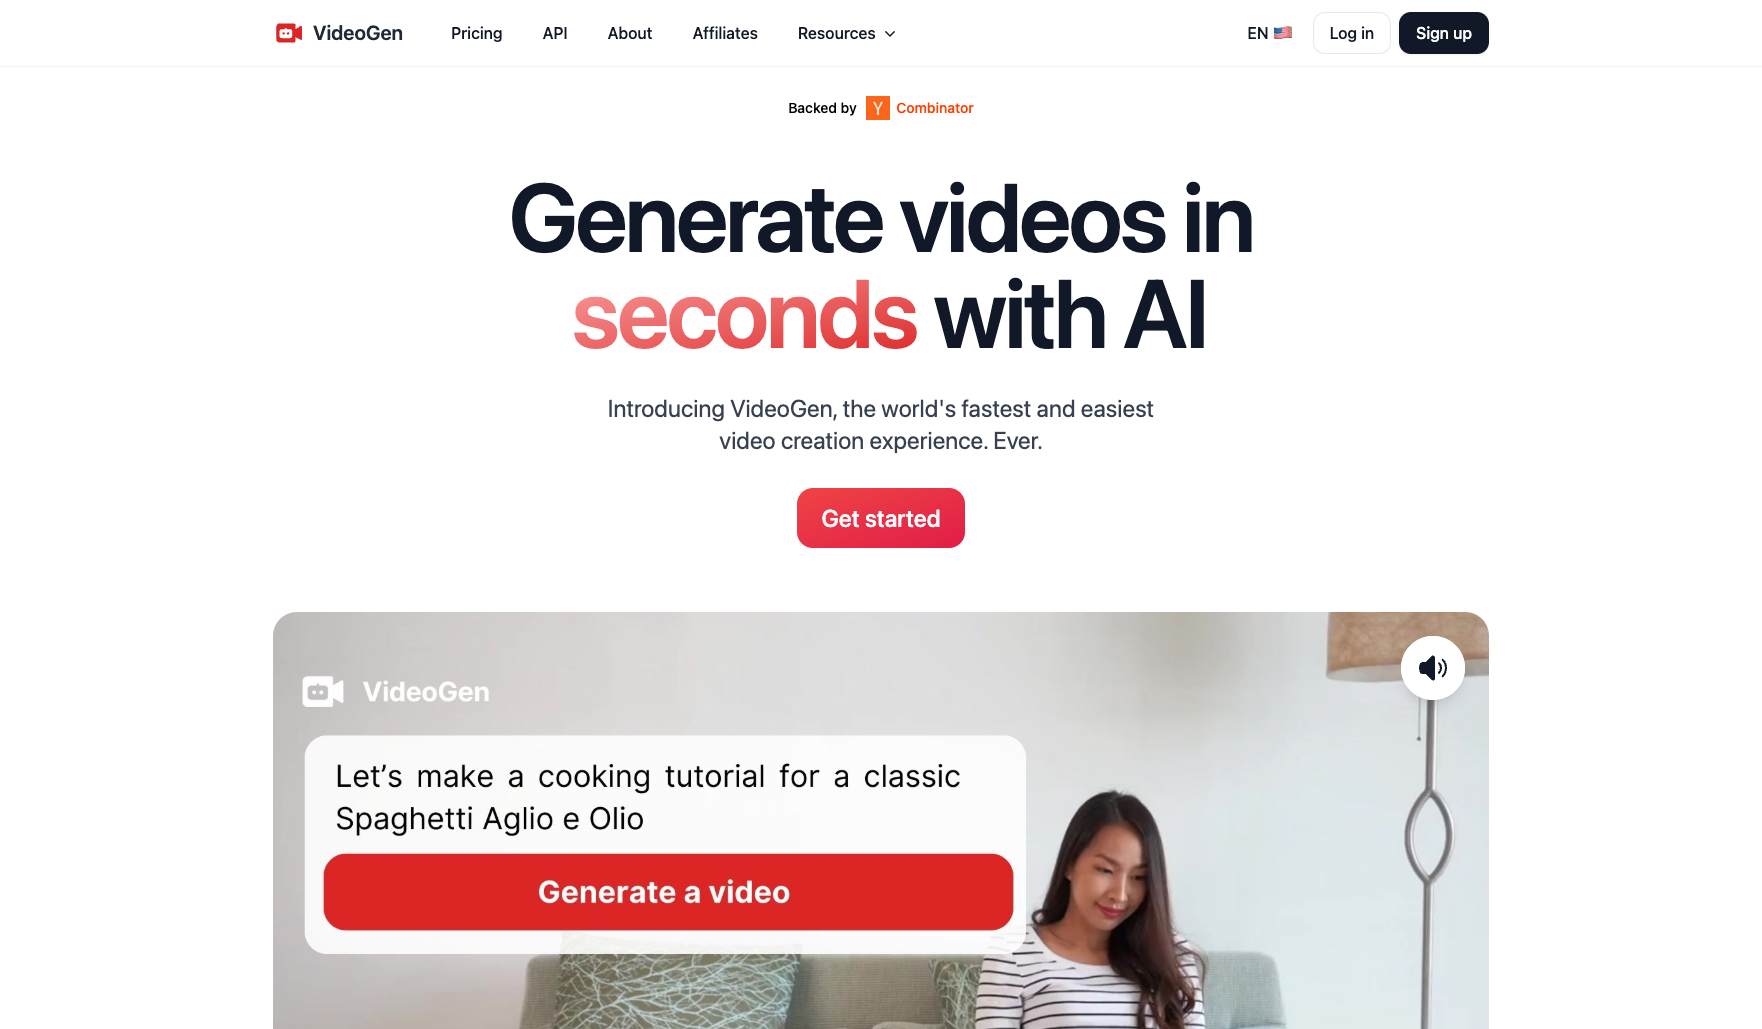 VideoGen
Pricing
API
About
Affiliates
Resources
EN
Log in
Sign up
Backed by Y Combinator
Generate videos in
seconds with AI
Introducing VideoGen, the world's fastest and easiest
video creation experience. Ever.
Get started
VideoGen
Let’s make a cooking tutorial for a classic
Spaghetti Aglio e Olio
Generate a video